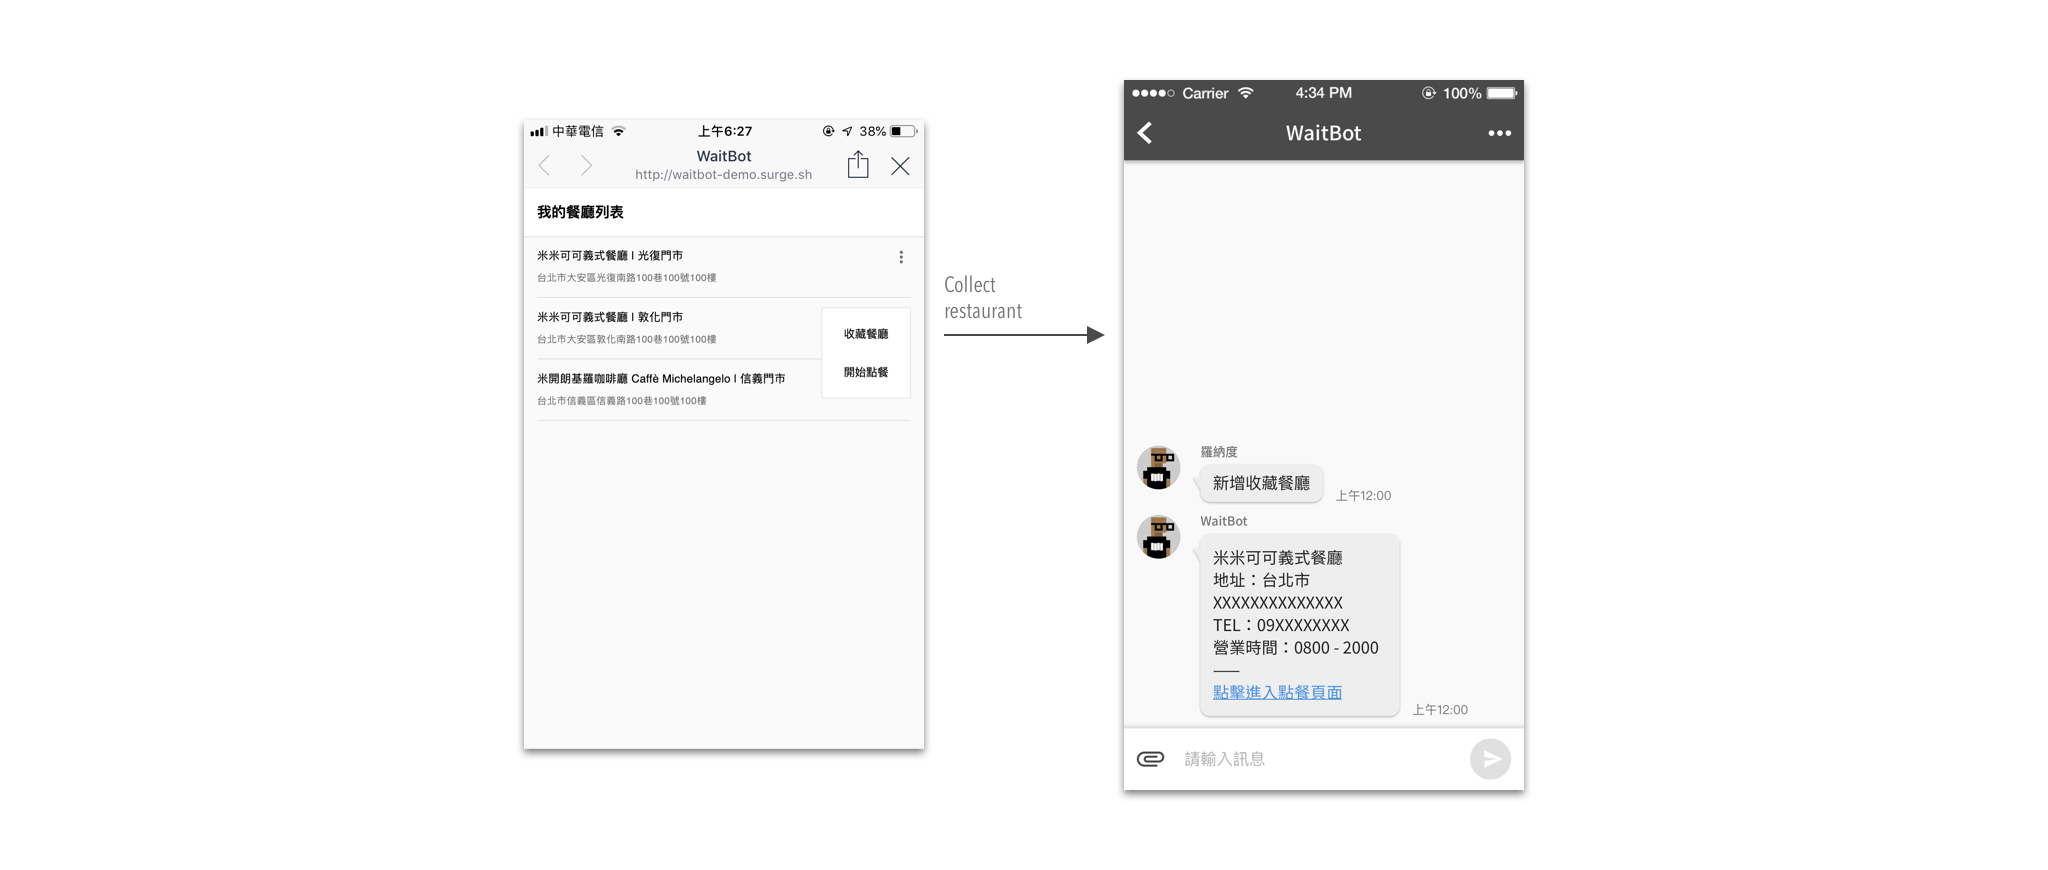 中華電信
上午6:27
38%
WaitBot
http://waitbot-demo.surge.sh
我的餐廳列表
米米可可義式餐廳 | 光復門市
台北市大安區光復南路100巷100號100樓
米米可可義式餐廳 | 敦化門市
台北市大安區敦化南路100巷100號100樓
米開朗基羅咖啡廳 Caffè Michelangelo | 信義門市
台北市信義區信義路100巷100號100樓
收藏餐廳
開始點餐
Collect
restaurant
Carrier
4:34 PM
100%
WaitBot
羅納度
新增收藏餐廳
上午12:00
WaitBot
米米可可義式餐廳
地址：台北市
XXXXXXXXXXXXXX
TEL：09XXXXXXXX
營業時間：0800 - 2000
——
點擊進入點餐頁面
上午12:00
請輸入訊息